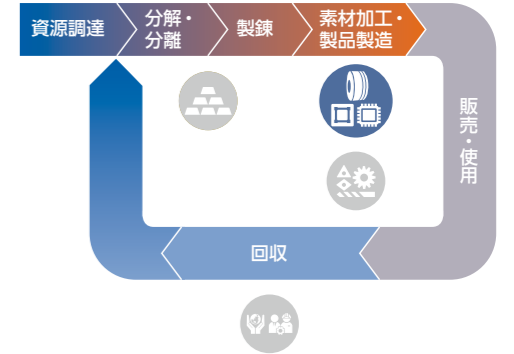 資源調達
分解・
分離
製錬
素材加工・
製品製造
販売・使用
回収